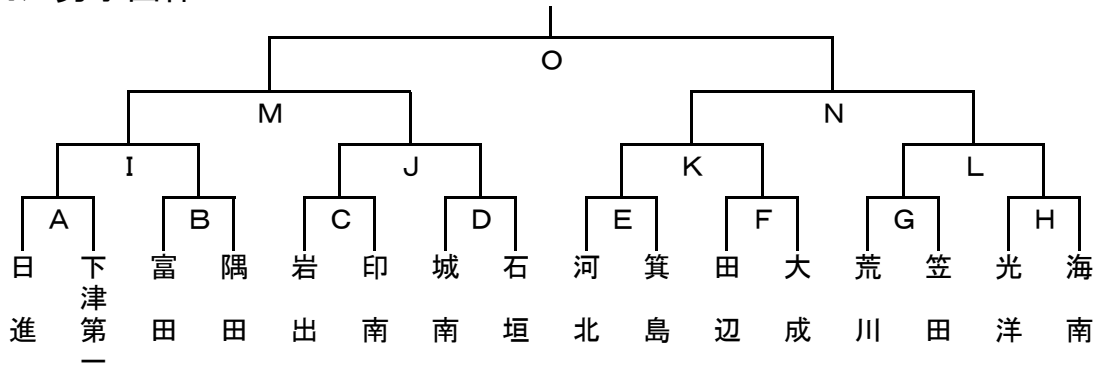 O
M N
I J K L
A B C D E F G H
日進 下津第一 富田 隅田 岩出 印南 城南 石垣 河北 箕島 田辺 大成 荒川 笠田 光洋 海南